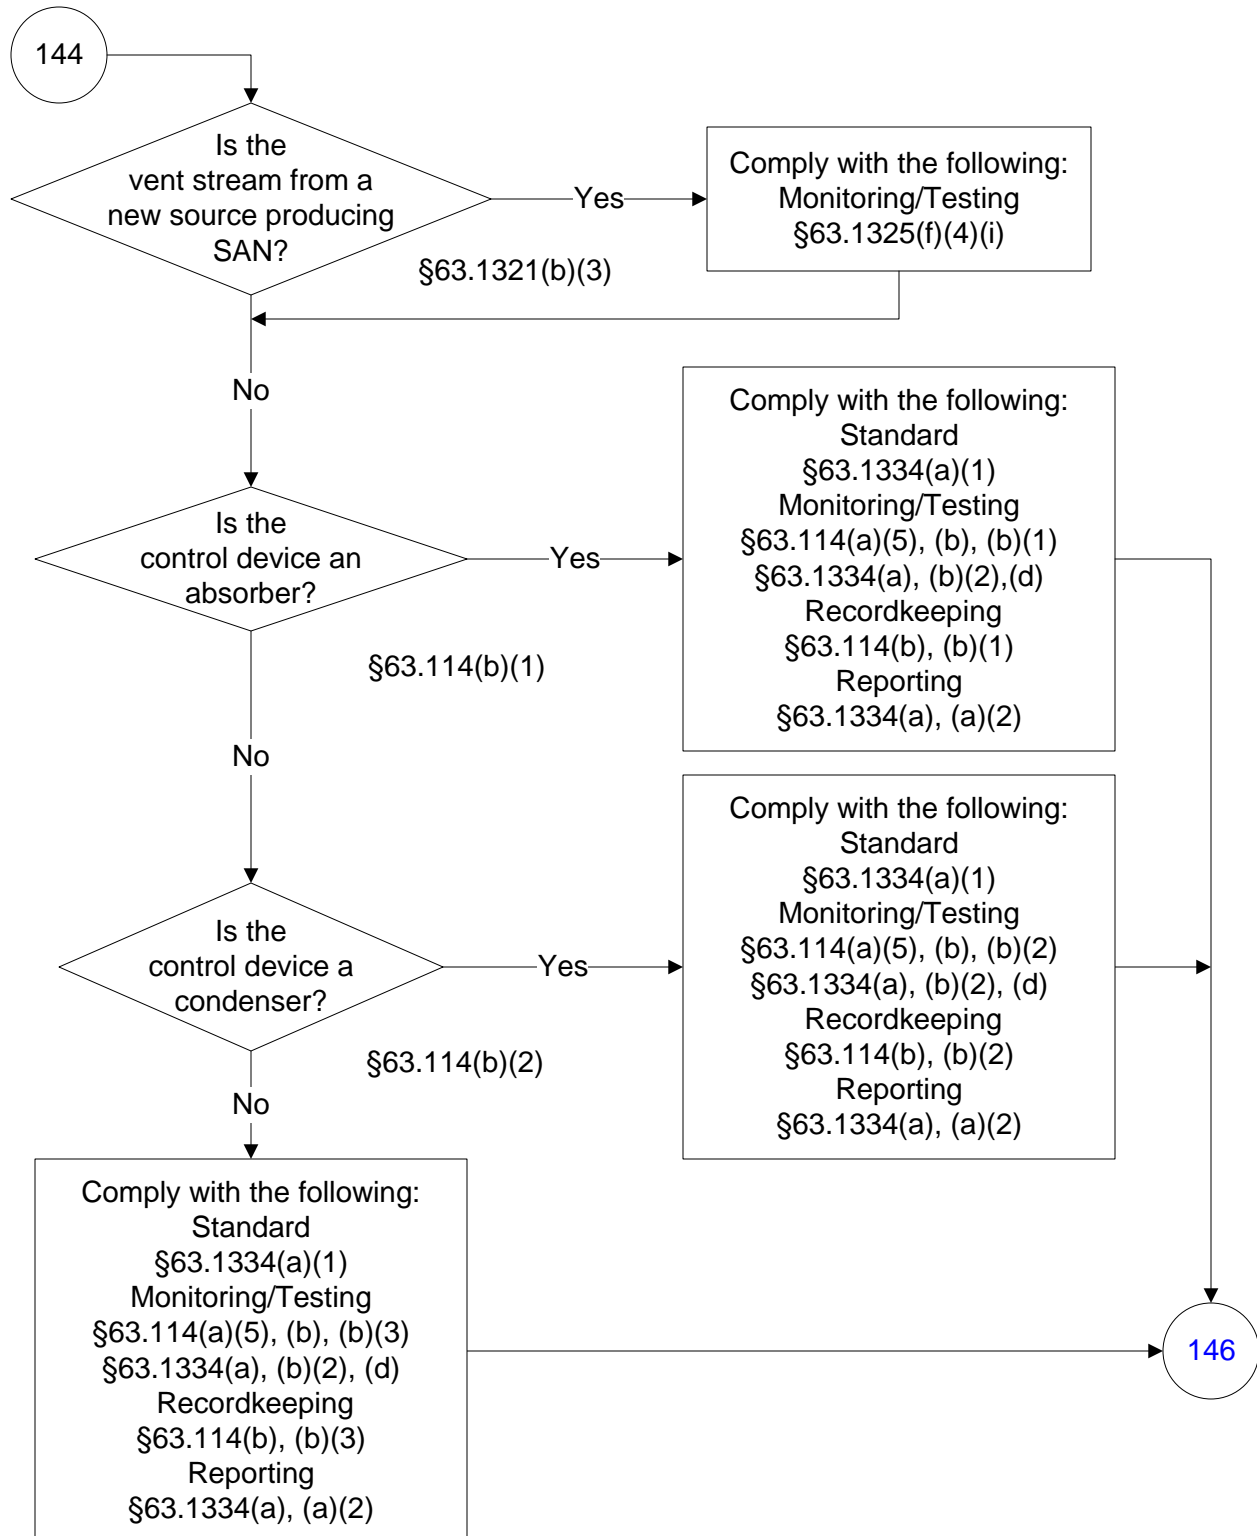 144
Is the
vent stream from a
new source producing
SAN?
Yes
§63.1321(b)(3)
Comply with the following:
Monitoring/Testing
§63.1325(f)(4)(i)
No
Is the
control device an
absorber?
Yes
§63.114(b)(1)
Comply with the following:
Standard
§63.1334(a)(1)
Monitoring/Testing
§63.114(a)(5), (b), (b)(1)
§63.1334(a), (b)(2),(d)
Recordkeeping
§63.114(b), (b)(1)
Reporting
§63.1334(a), (a)(2)
No
Is the
control device a
condenser?
Yes
§63.114(b)(2)
Comply with the following:
Standard
§63.1334(a)(1)
Monitoring/Testing
§63.114(a)(5), (b), (b)(2)
§63.1334(a), (b)(2), (d)
Recordkeeping
§63.114(b), (b)(2)
Reporting
§63.1334(a), (a)(2)
No
Comply with the following:
Standard
§63.1334(a)(1)
Monitoring/Testing
§63.114(a)(5), (b), (b)(3)
§63.1334(a), (b)(2), (d)
Recordkeeping
§63.114(b), (b)(3)
Reporting
§63.1334(a), (a)(2)
146